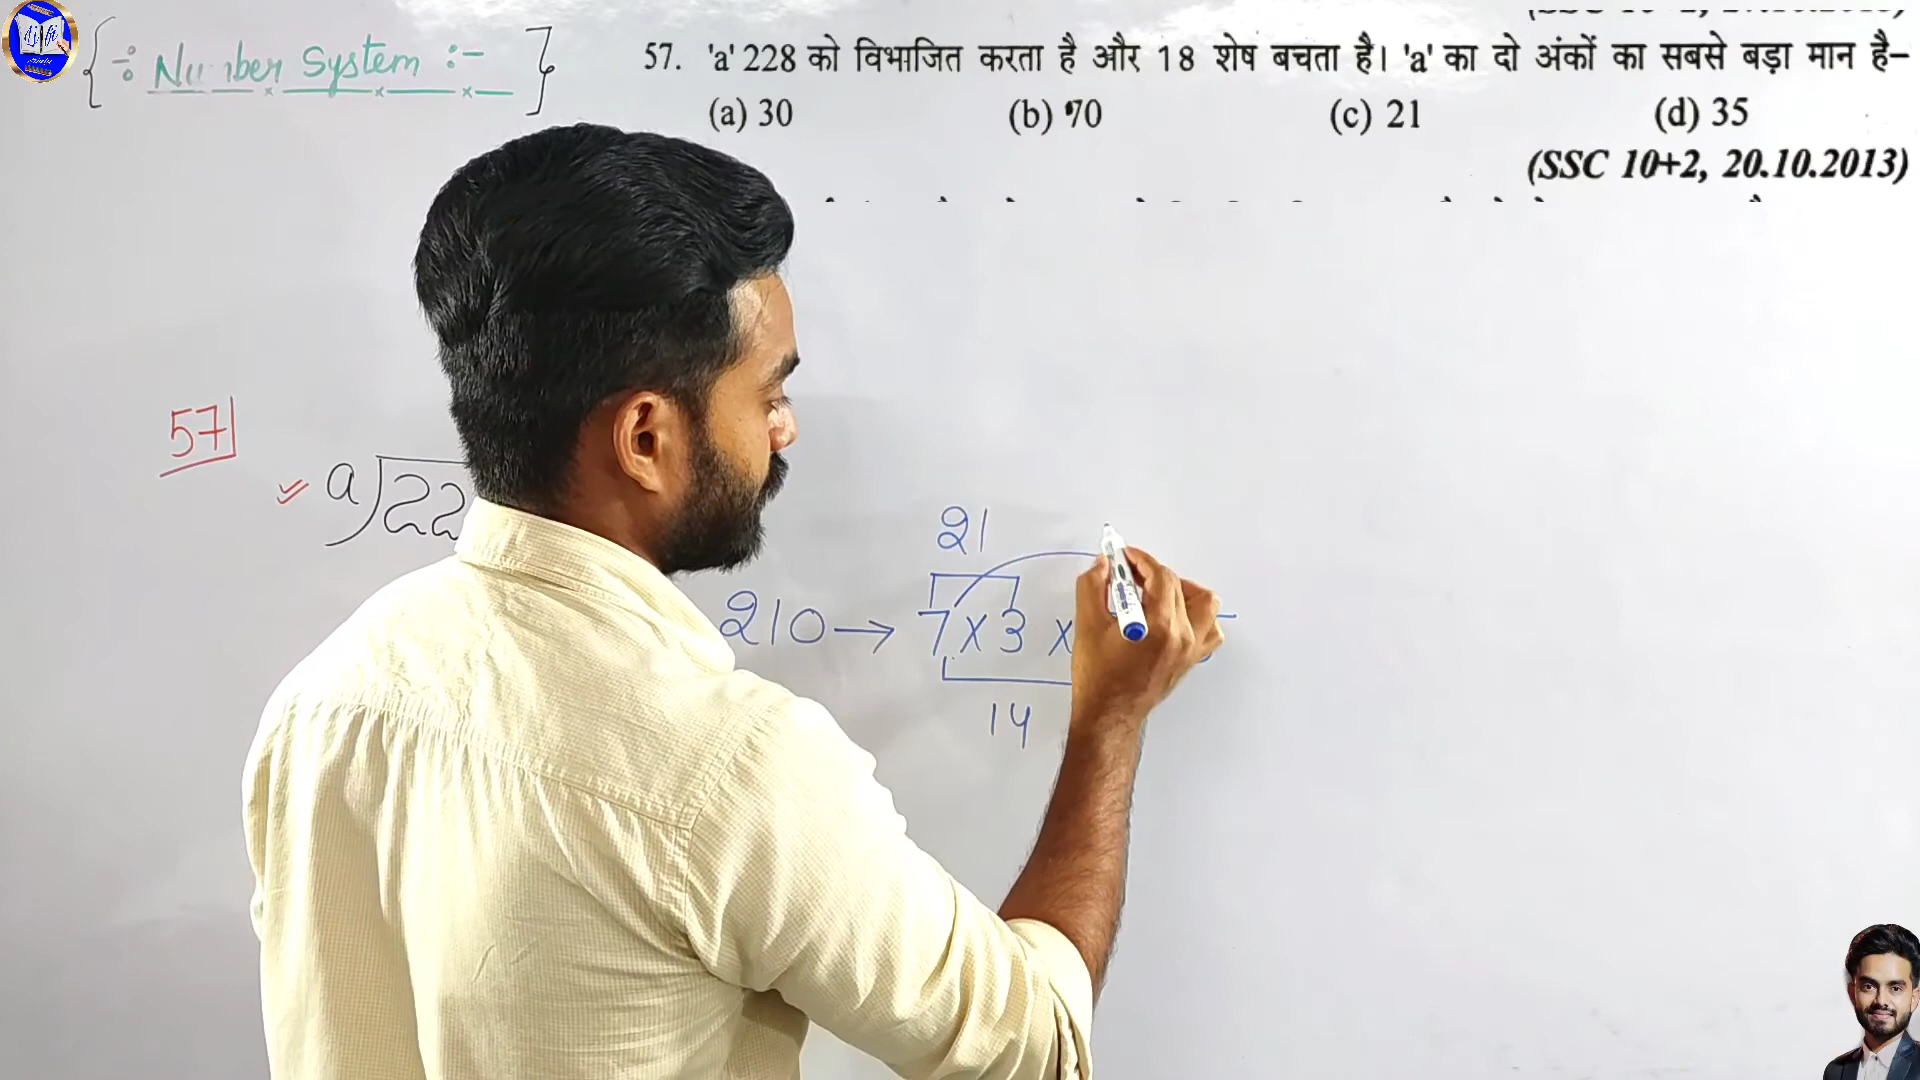 ÷ Number System :-
57. 'a' 228 को विभाजित करता है और 18 शेष बचता है। 'a' का दो अंकों का सबसे बड़ा मान है–
(a) 30 (b) 70 (c) 21 (d) 35
(SSC 10+2, 20.10.2013)
57
a)22
21
210 → 7 x 3 x
14